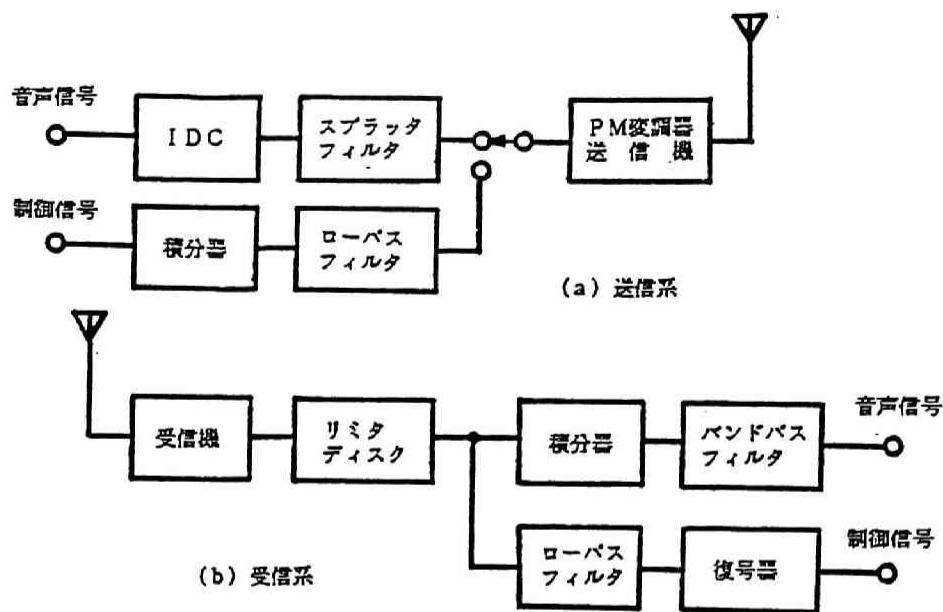 音声信号
IDC
スプラッタ
フィルタ
PM変調器
送信機
制御信号
積分器
ローパス
フィルタ
(a) 送信系
受信機
リミタ
ディスク
積分器
バンドパス
フィルタ
音声信号
ローパス
フィルタ
復号器
制御信号
(b) 受信系